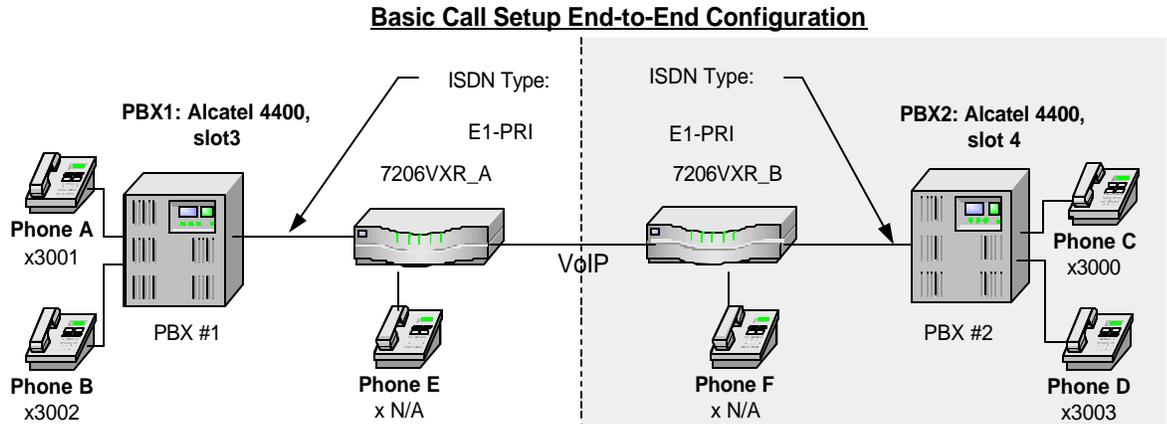 Basic Call Setup End-to-End Configuration
ISDN Type:
E1-PRI
ISDN Type:
E1-PRI
PBX1: Alcatel 4400,
slot3
7206VXR_A
7206VXR_B
PBX2: Alcatel 4400,
slot 4
Phone A
x3001
PBX #1
Phone B
x3002
Phone E
x N/A
VoIP
Phone F
x N/A
PBX #2
Phone C
x3000
Phone D
x3003